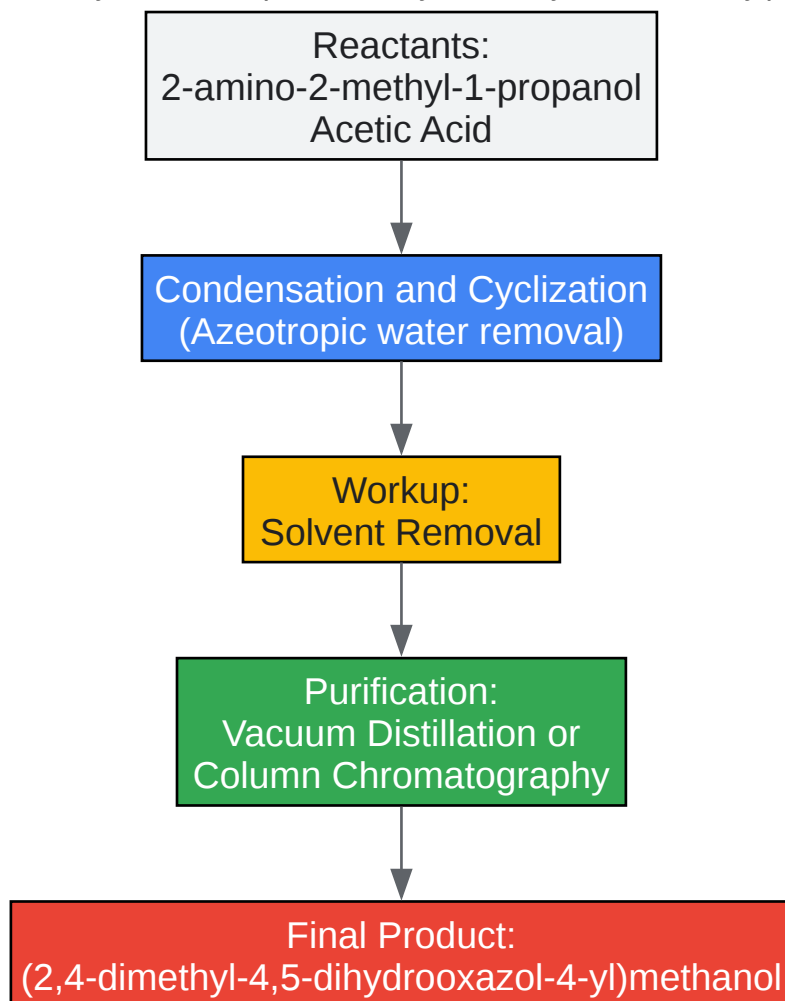 Reactants:
2-amino-2-methyl-1-propanol
Acetic Acid
Condensation and Cyclization
(Azeotropic water removal)
Workup:
Solvent Removal
Purification:
Vacuum Distillation or
Column Chromatography
Final Product:
(2,4-dimethyl-4,5-dihydrooxazol-4-yl)methanol